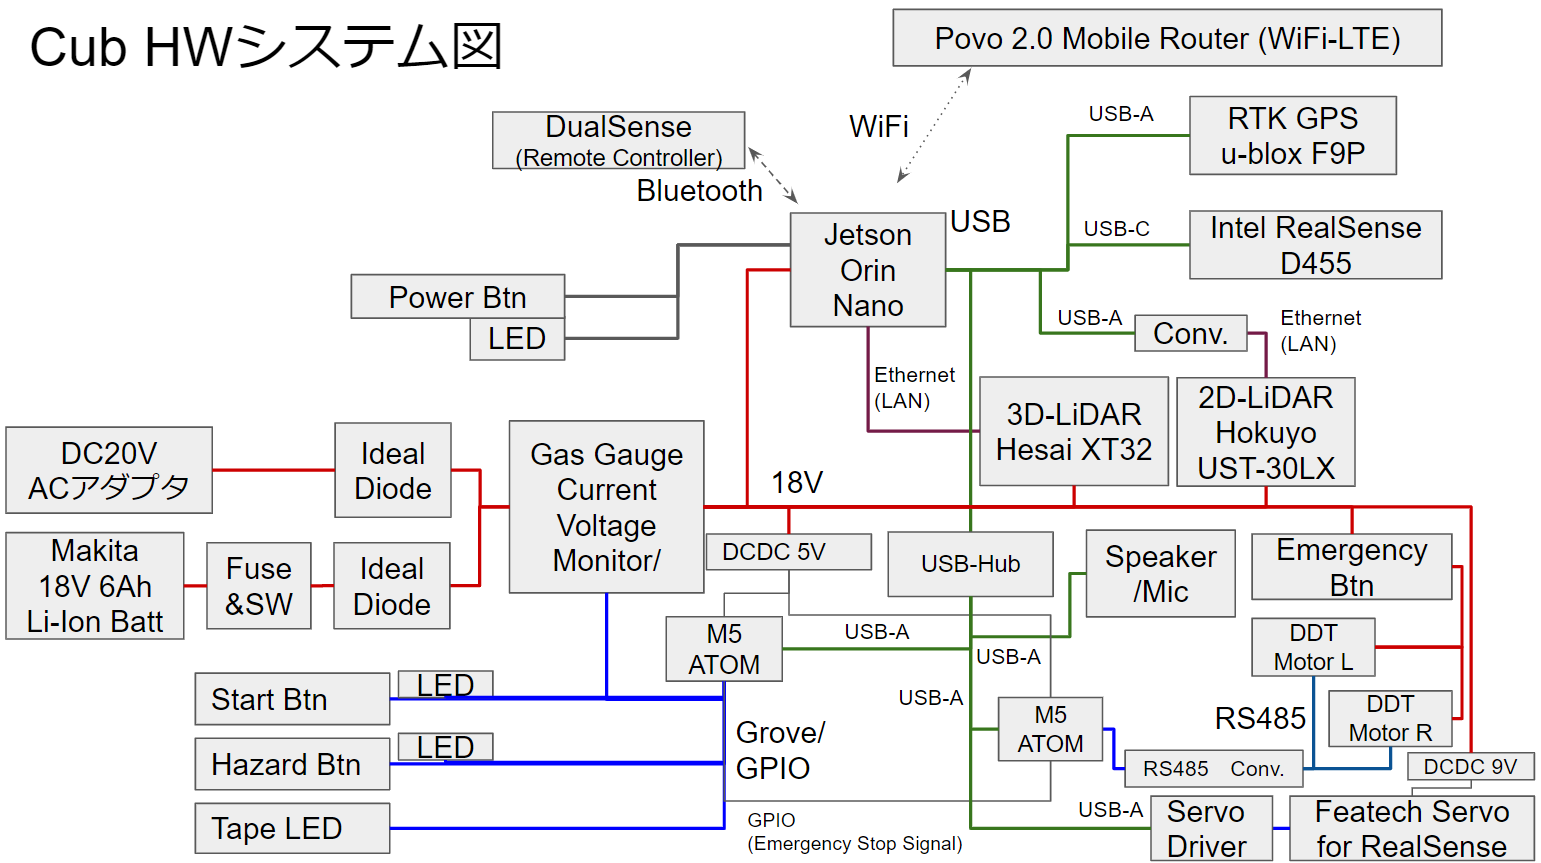 Cub HWシステム図
Povo 2.0 Mobile Router (WiFi-LTE)
WiFi
DualSense
(Remote Controller)
Bluetooth
USB-A
RTK GPS
u-blox F9P
USB
Jetson
Orin
Nano
USB-C
Intel RealSense
D455
Power Btn
LED
USB-A
Conv.
Ethernet
(LAN)
Ethernet
(LAN)
3D-LiDAR
Hesai XT32
2D-LiDAR
Hokuyo
UST-30LX
DC20V
ACアダプタ
Ideal
Diode
Gas Gauge
Current
Voltage
Monitor/
18V
Makita
18V 6Ah
Li-Ion Batt
Fuse
&SW
Ideal
Diode
DCDC 5V
USB-Hub
Speaker
/Mic
Emergency
Btn
M5
ATOM
USB-A
USB-A
DDT
Motor L
Start Btn
LED
USB-A
M5
ATOM
RS485
DDT
Motor R
Hazard Btn
LED
Grove/
GPIO
RS485 Conv.
DCDC 9V
Tape LED
GPIO
(Emergency Stop Signal)
USB-A
Servo
Driver
Featech Servo
for RealSense